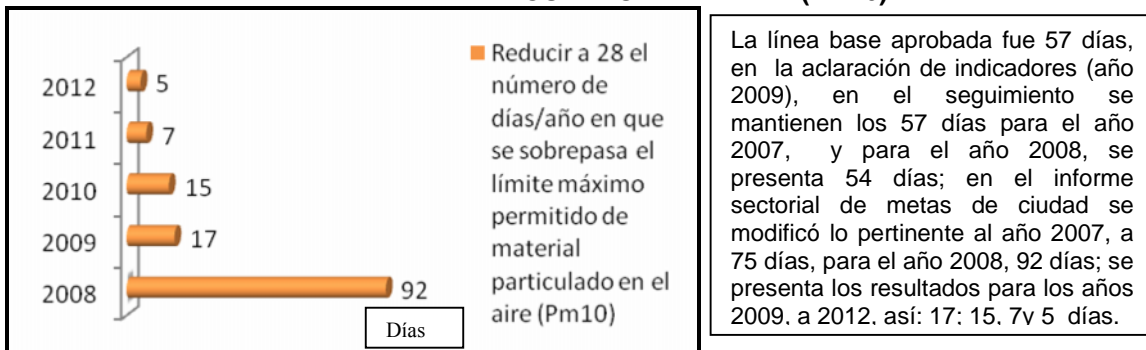 2012
5
2011
7
2010
15
2009
17
2008
92
Días
Reducir a 28 el
número de
días/año en que
se sobrepasa el
límite máximo
permitido de
material
particulado en el
aire (Pm10)
La línea base aprobada fue 57 días,
en la aclaración de indicadores (año
2009), en el seguimiento se
mantienen los 57 días para el año
2007, y para el año 2008, se
presenta 54 días; en el informe
sectorial de metas de ciudad se
modificó lo pertinente al año 2007, a
75 días, para el año 2008, 92 días; se
presenta los resultados para los años
2009, a 2012, así: 17; 15, 7y 5 días.